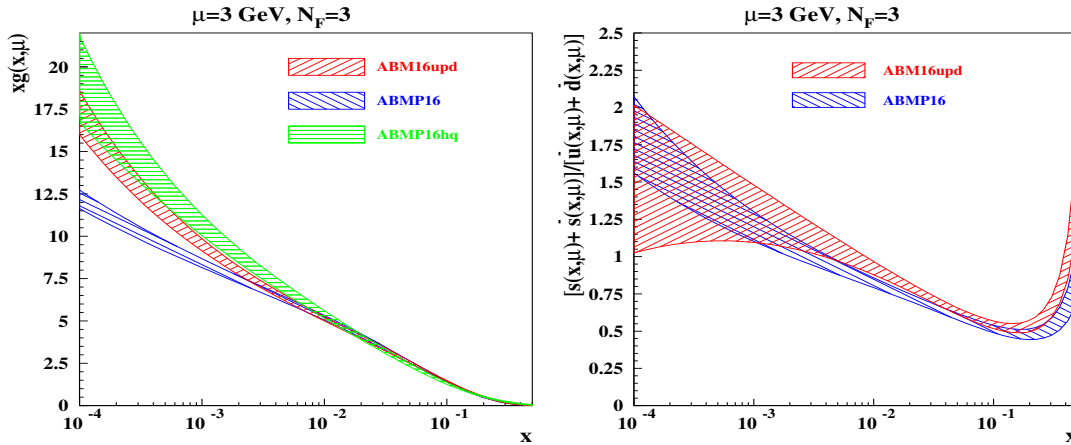 μ=3 GeV, N_F=3
xg(x,μ)
20
17.5
15
12.5
10
7.5
5
2.5
0
10^-4
10^-3
10^-2
10^-1
x
ABM16upd
ABMP16
ABMP16hq
μ=3 GeV, N_F=3
[s(x,μ)+ s̄(x,μ)]/[ū(x,μ)+ d̄(x,μ)]
2.5
2.25
2
1.75
1.5
1.25
1
0.75
0.5
0.25
0
10^-4
10^-3
10^-2
10^-1
x
ABM16upd
ABMP16